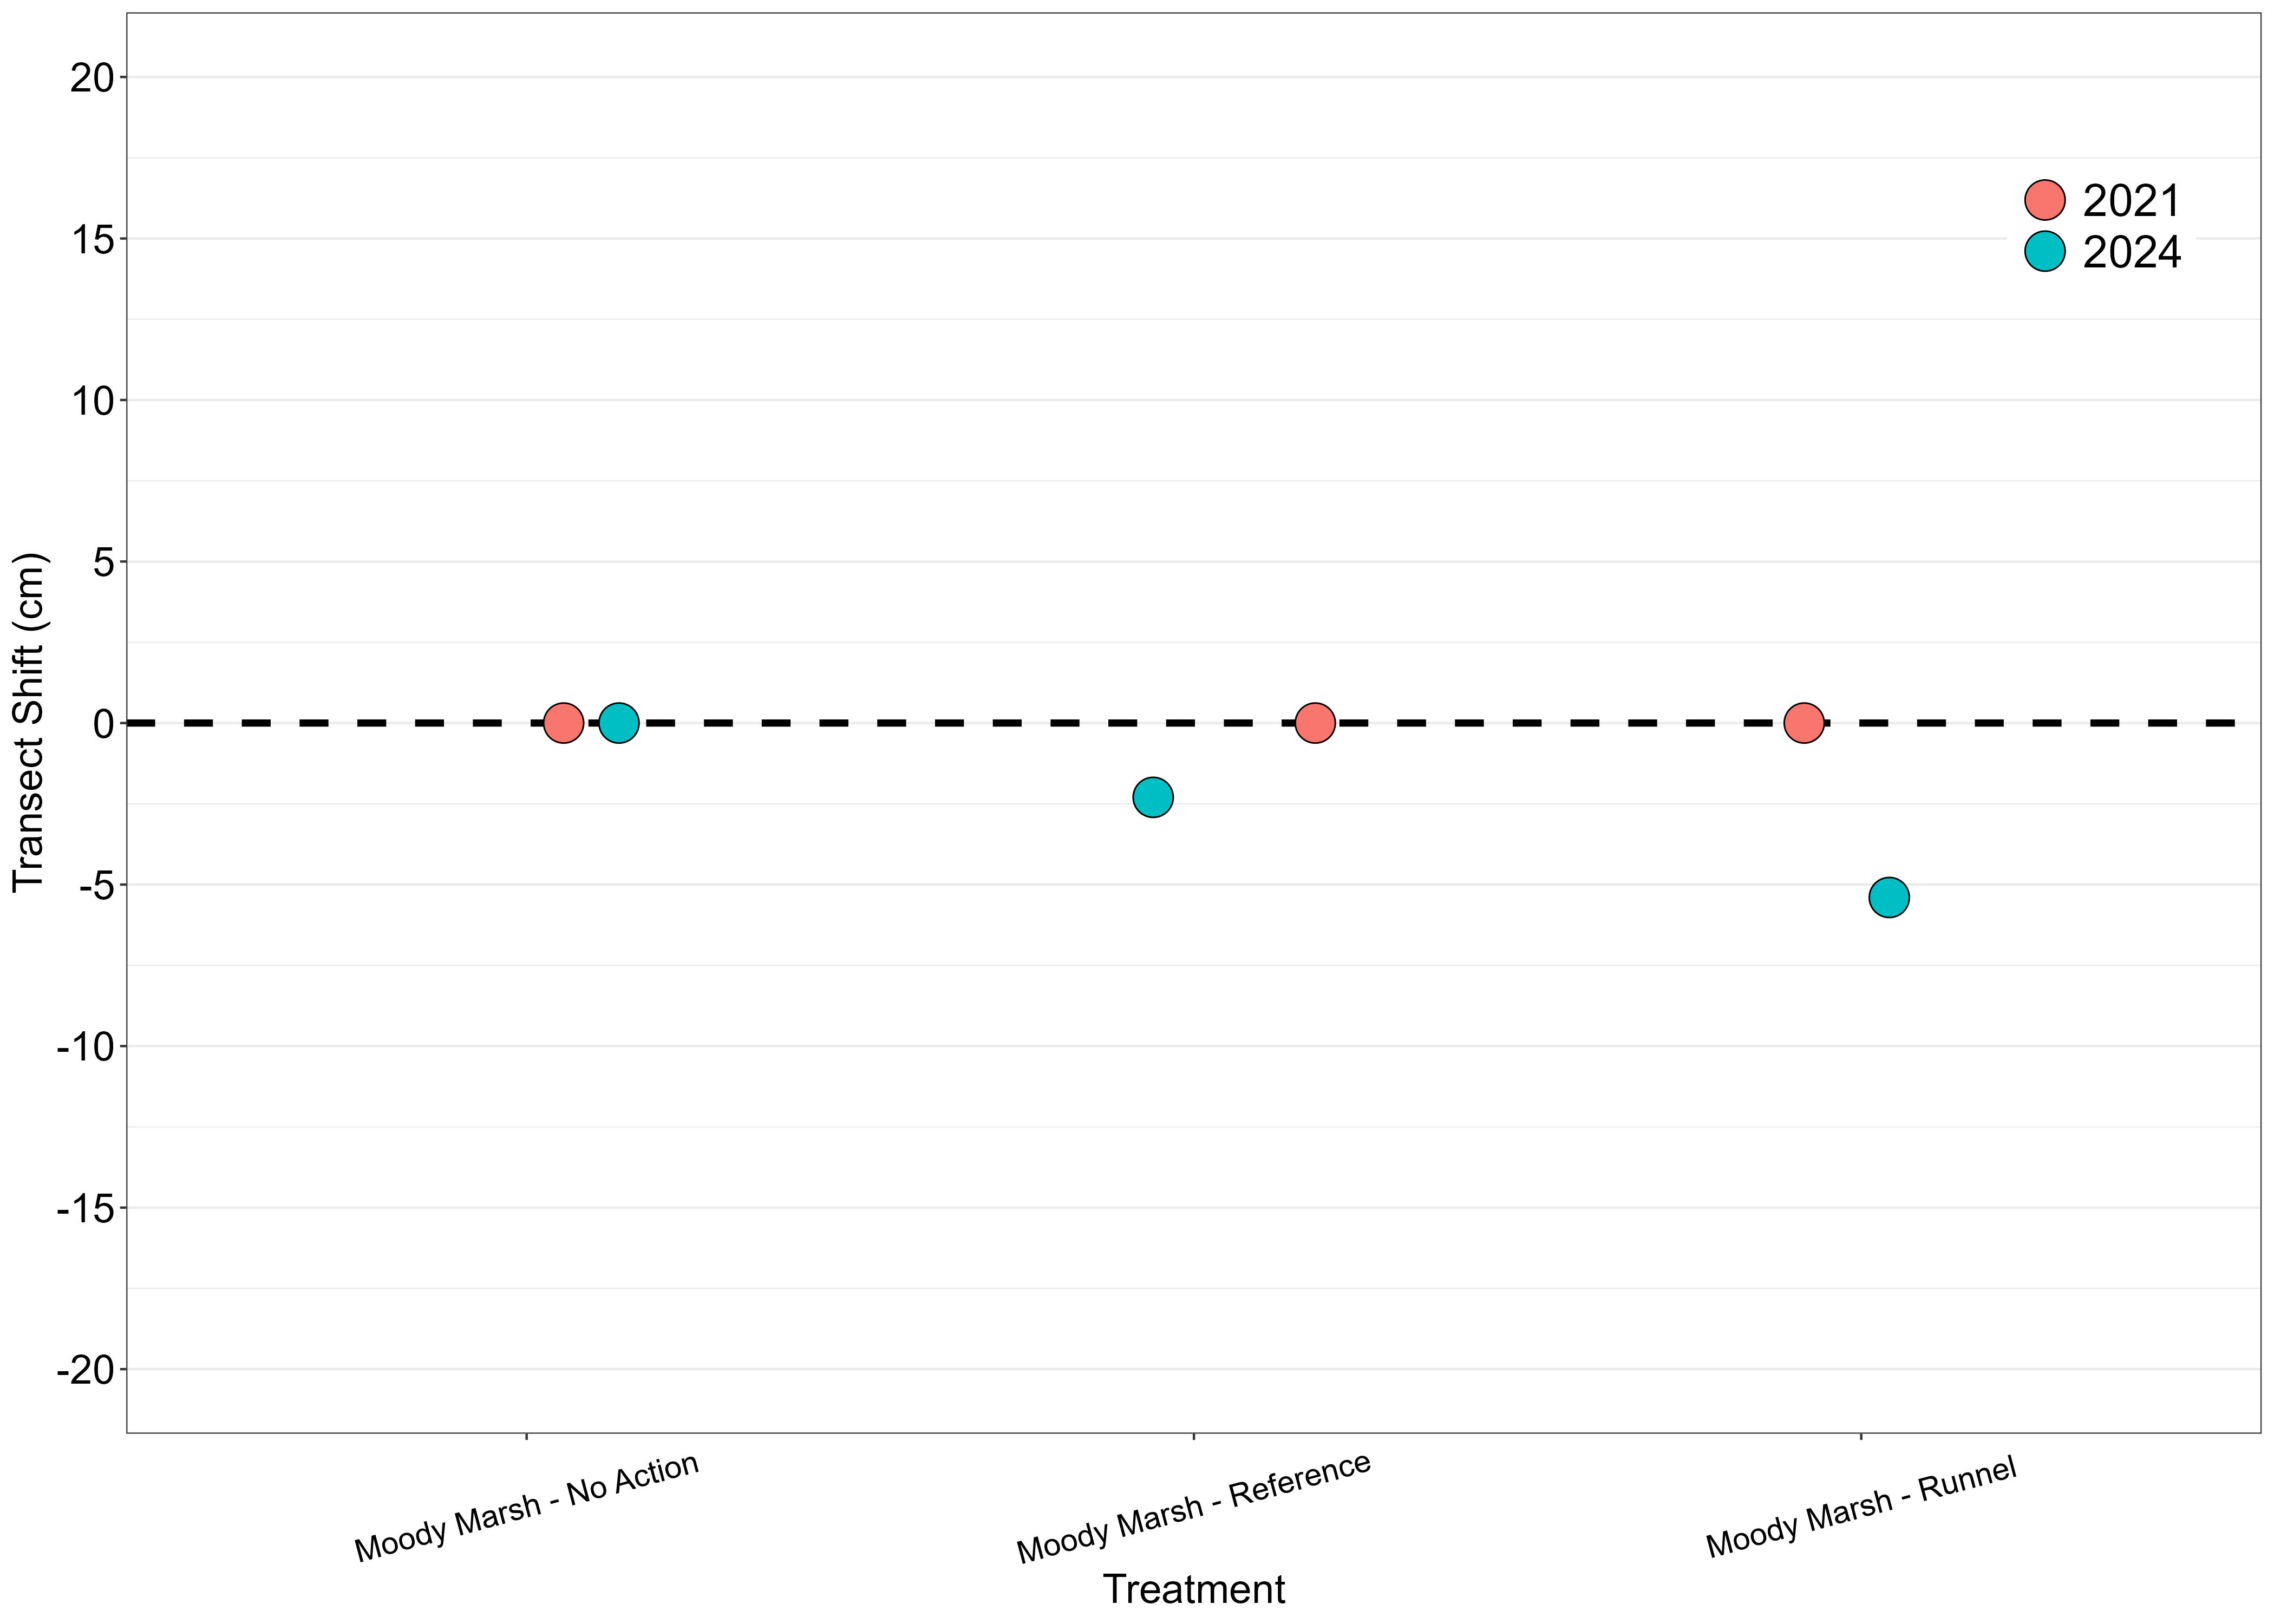 20
15
10
5
0
-5
-10
-15
-20
Transect Shift (cm)
2021
2024
Moody Marsh - No Action
Moody Marsh - Reference
Moody Marsh - Runnel
Treatment